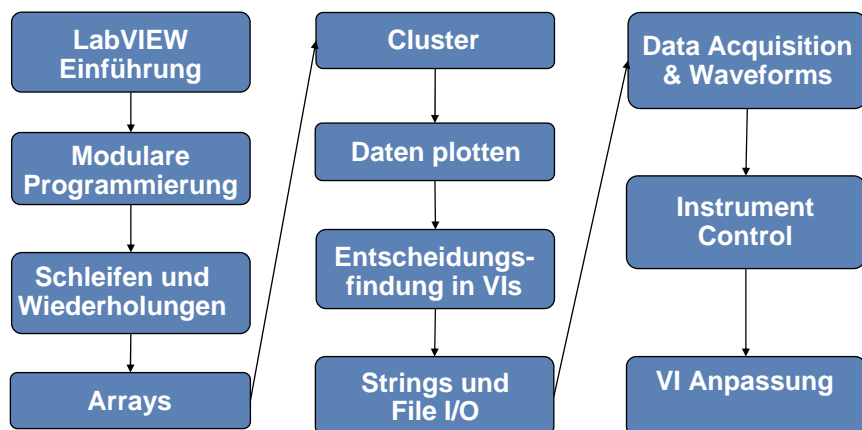 LabVIEW
Einführung
Modulare
Programmierung
Schleifen und
Wiederholungen
Arrays
Cluster
Daten plotten
Entscheidungs-
findung in VIs
Strings und
File I/O
Data Acquisition
& Waveforms
Instrument
Control
VI Anpassung